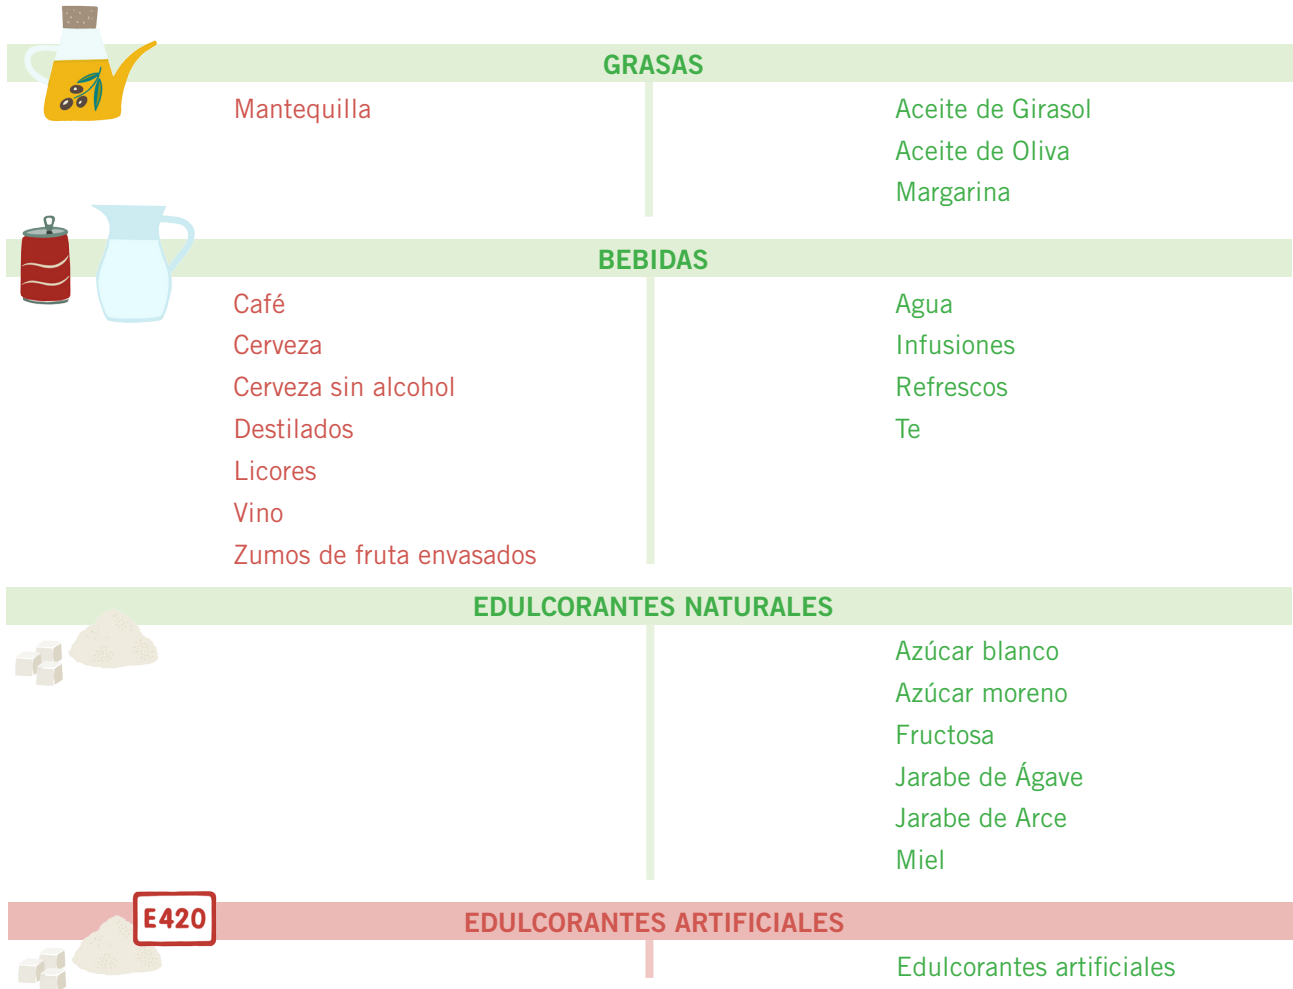 GRASAS
Mantequilla
Aceite de Girasol
Aceite de Oliva
Margarina
BEBIDAS
Café
Cerveza
Cerveza sin alcohol
Destilados
Licores
Vino
Zumos de fruta envasados
Agua
Infusiones
Refrescos
Te
EDULCORANTES NATURALES
Azúcar blanco
Azúcar moreno
Fructosa
Jarabe de Ágave
Jarabe de Arce
Miel
E420
EDULCORANTES ARTIFICIALES
Edulcorantes artificiales